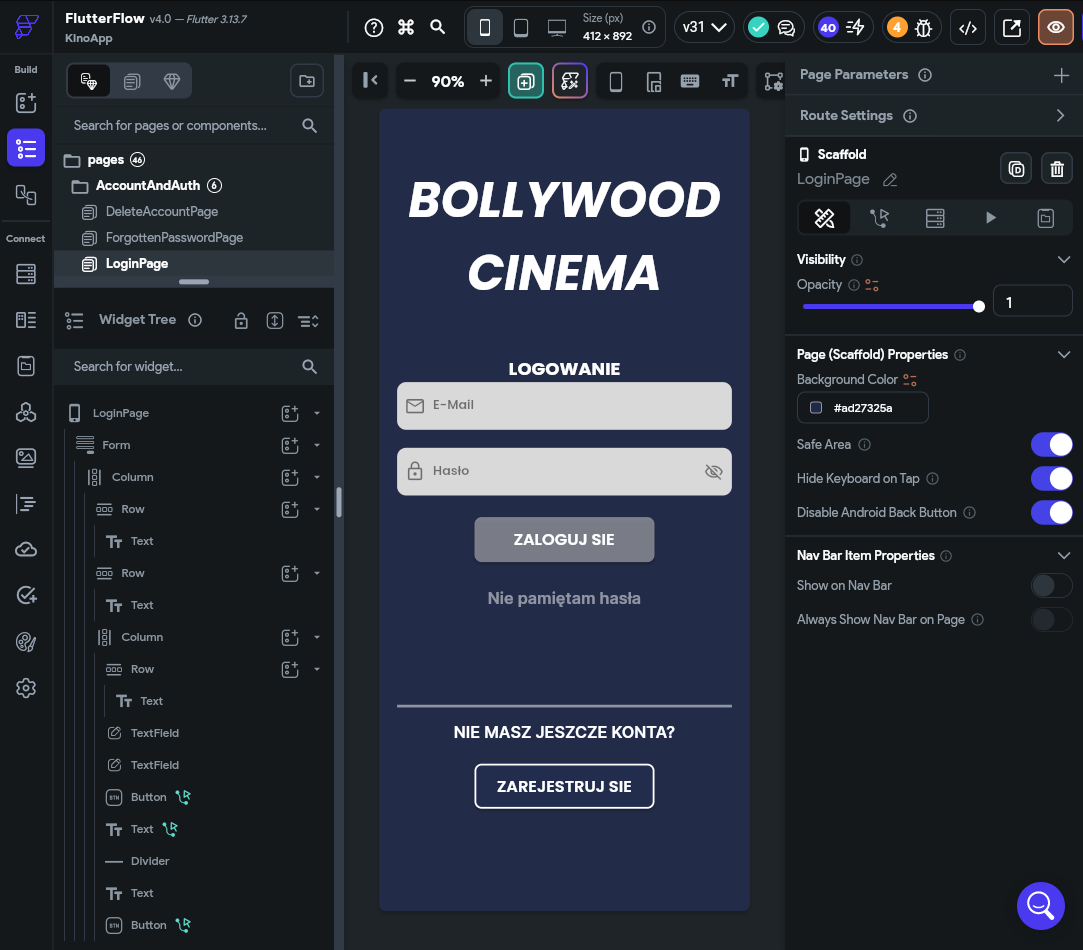 FlutterFlow v4.0 — Flutter 3.13.7
KinoApp
Size (px)
412 × 892
v31
40
4
Build
Connect
90%
Search for pages or components...
pages 46
AccountAndAuth 6
DeleteAccountPage
ForgottenPasswordPage
LoginPage
Widget Tree
Search for widget...
LoginPage
Form
Column
Row
Text
Row
Text
Column
Row
Text
TextField
TextField
BTN Button
Text
Divider
Text
BTN Button
BOLLYWOOD
CINEMA
LOGOWANIE
E-Mail
Hasło
ZALOGUJ SIE
Nie pamiętam hasła
NIE MASZ JESZCZE KONTA?
ZAREJESTRUJ SIE
Page Parameters
Route Settings
Scaffold
LoginPage
Visibility
Opacity
1
Page (Scaffold) Properties
Background Color
#ad27325a
Safe Area
Hide Keyboard on Tap
Disable Android Back Button
Nav Bar Item Properties
Show on Nav Bar
Always Show Nav Bar on Page